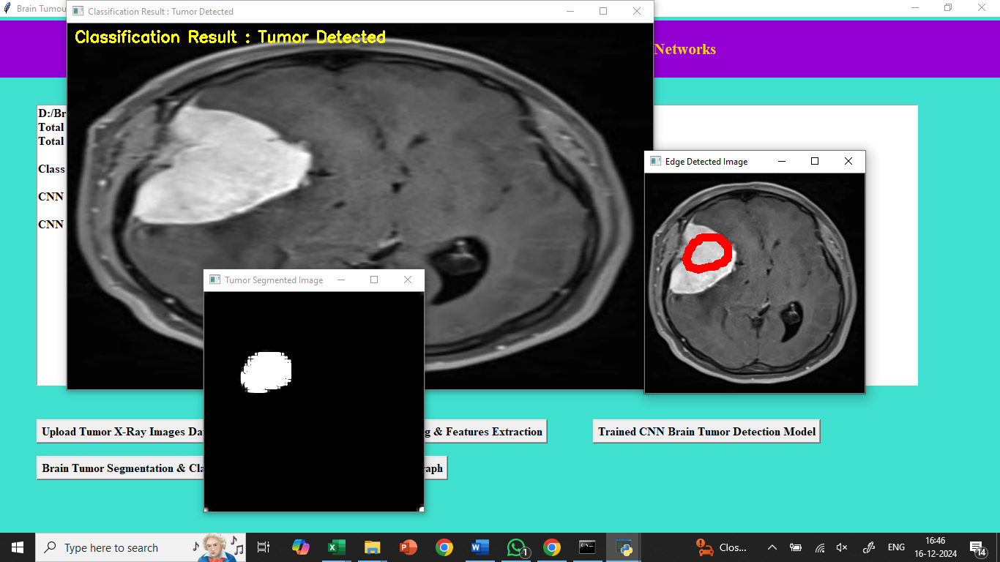 Brain Tumou
Classification Result : Tumor Detected
Classification Result : Tumor Detected
Networks
D:/Br
Total
Total
Class
CNN
CNN
Edge Detected Image
Tumor Segmented Image
Upload Tumor X-Ray Images Da
g & Features Extraction
Trained CNN Brain Tumor Detection Model
Brain Tumor Segmentation & Cla
raph
Type here to search
1
Clos...
ENG
16:46
16-12-2024
14